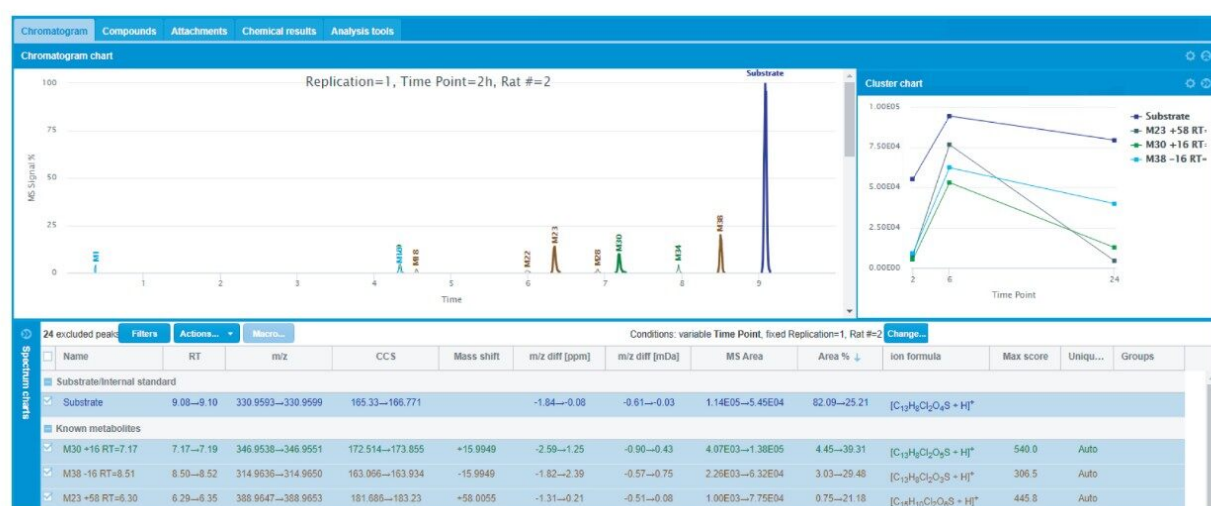 Chromatogram Compounds Attachments Chemical results Analysis tools
Chromatogram chart
Replication=1, Time Point=2h, Rat #=2
Substrate
100
75
50
25
0
MS Signal %
M1
M18
M22
M23
M28
M30
M34
M38
1 2 3 4 5 6 7 8 9
Time
Cluster chart
1.00E05
7.50E04
5.00E04
2.50E04
0.00E00
2 6 24
Time Point
Substrate
M23 +58 RT
M30 +16 RT
M38 -16 RT
24 excluded peaks Filters Actions... Macro... Conditions: variable Time Point, fixed Replication=1, Rat #=2 Change...
Spectrum charts
Name RT m/z CCS Mass shift m/z diff [ppm] m/z diff [mDa] MS Area Area % ↓ ion formula Max score Uniqu... Groups
Substrate/Internal standard
Substrate 9.08→9.10 330.9593→330.9599 165.33→166.771 -1.84→-0.08 -0.61→-0.03 1.14E05→5.45E04 82.09→25.21 [C₁₃H₈Cl₂O₄S + H]⁺
Known metabolites
M30 +16 RT=7.17 7.17→7.19 346.9538→346.9551 172.514→173.855 +15.9949 -2.59→1.25 -0.90→0.43 4.07E03→1.38E05 4.45→39.31 [C₁₃H₈Cl₂O₅S + H]⁺ 540.0 Auto
M38 -16 RT=8.51 8.50→8.52 314.9636→314.9650 163.066→163.934 -15.9949 -1.82→2.39 -0.57→0.75 2.26E03→6.32E04 3.03→29.48 [C₁₃H₈Cl₂O₃S + H]⁺ 306.5 Auto
M23 +58 RT=6.30 6.29→6.35 388.9647→388.9653 181.686→183.23 +58.0055 -1.31→0.21 -0.51→0.08 1.00E03→7.75E04 0.75→21.18 [C₁₅H₁₀Cl₂O₆S + H]⁺ 445.8 Auto